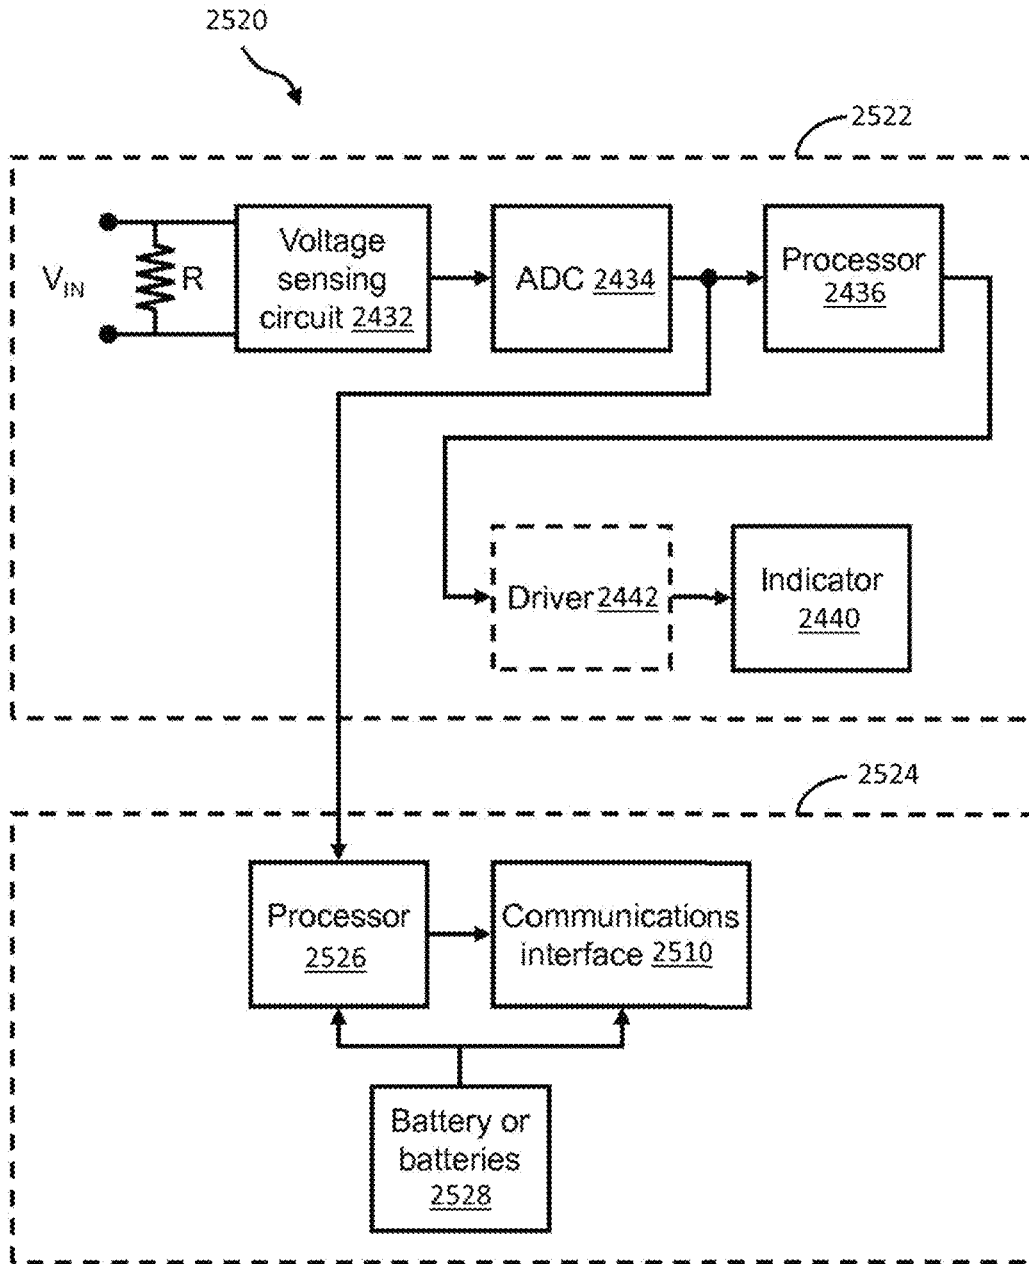 2520
2522
V_IN
R
Voltage
sensing
circuit 2432
ADC 2434
Processor
2436
Driver 2442
Indicator
2440
2524
Processor
2526
Communications
interface 2510
Battery or
batteries
2528